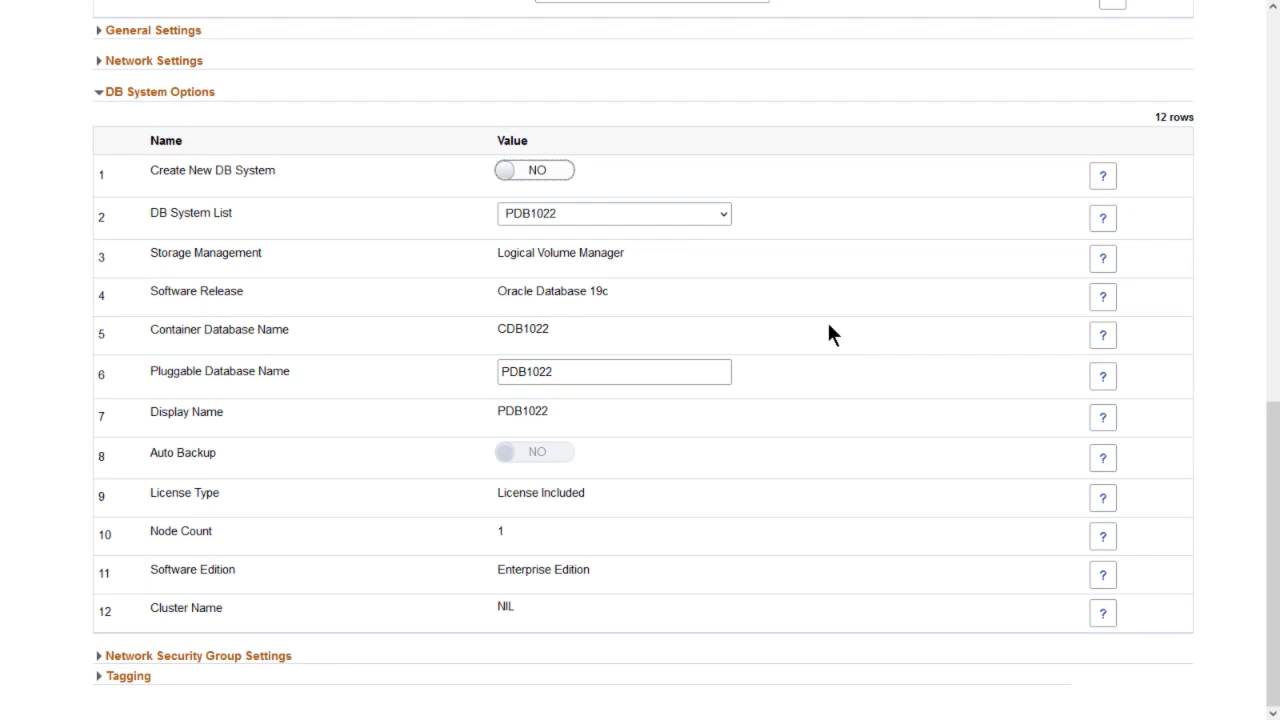 General Settings
Network Settings
DB System Options
12 rows
Name Value
1 Create New DB System NO ?
2 DB System List PDB1022 ?
3 Storage Management Logical Volume Manager ?
4 Software Release Oracle Database 19c ?
5 Container Database Name CDB1022 ?
6 Pluggable Database Name PDB1022 ?
7 Display Name PDB1022 ?
8 Auto Backup NO ?
9 License Type License Included ?
10 Node Count 1 ?
11 Software Edition Enterprise Edition ?
12 Cluster Name NIL ?
Network Security Group Settings
Tagging